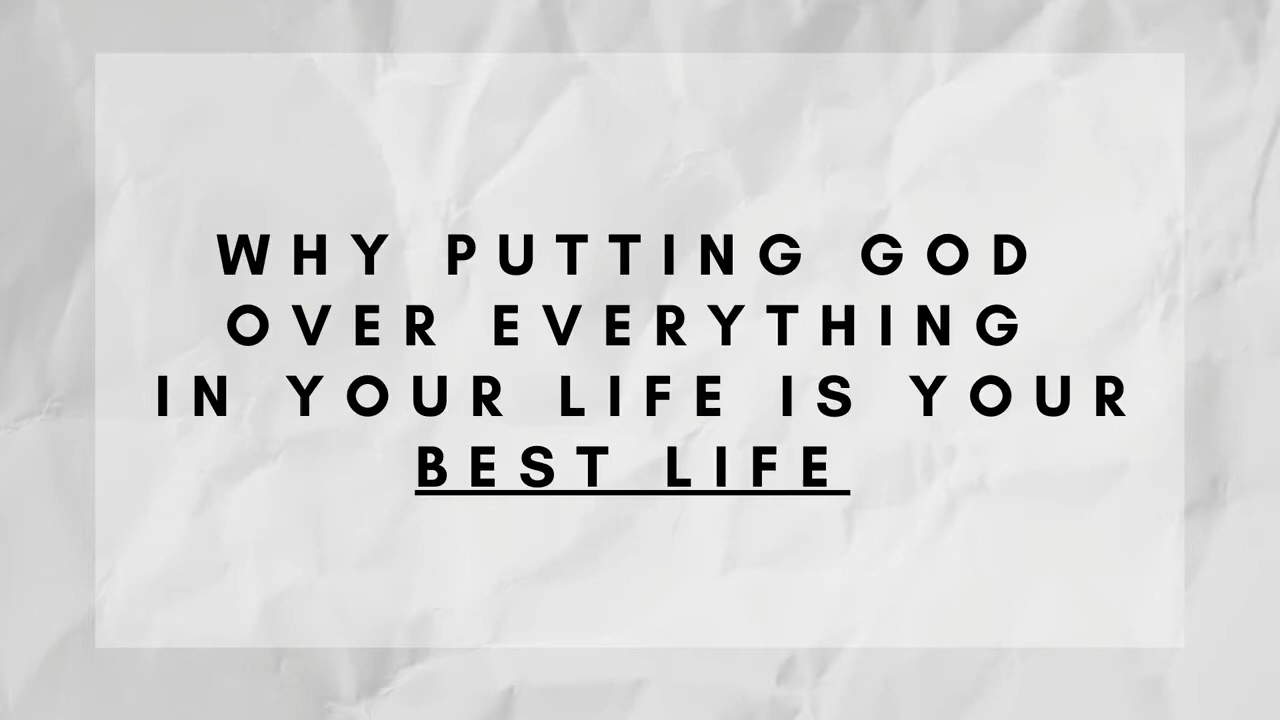 WHY PUTTING GOD
OVER EVERYTHING
IN YOUR LIFE IS YOUR
BEST LIFE